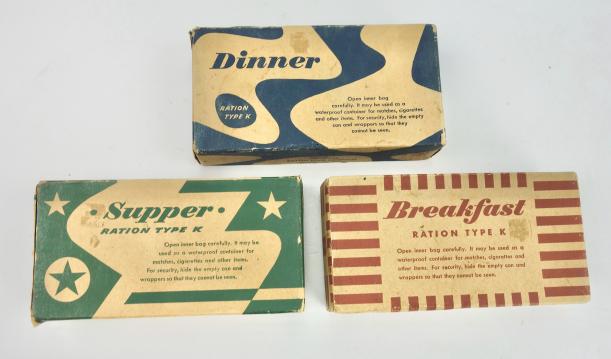 Dinner
RATION
TYPE K
Open inner bag
carefully. It may be used as a
waterproof container for matches, cigarettes
and other items. For security, hide the empty
can and wrappers so that they
cannot be seen.
· Supper ·
RATION TYPE K
Open inner bag carefully. It may be
used as a waterproof container for
matches, cigarettes and other items.
For security, hide the empty can and
wrappers so that they cannot be seen.
Breakfast
RATION TYPE K
Open inner bag carefully. It may be used as a
waterproof container for matches, cigarettes and
other items. For security, hide the empty can and
wrappers so that they cannot be seen.